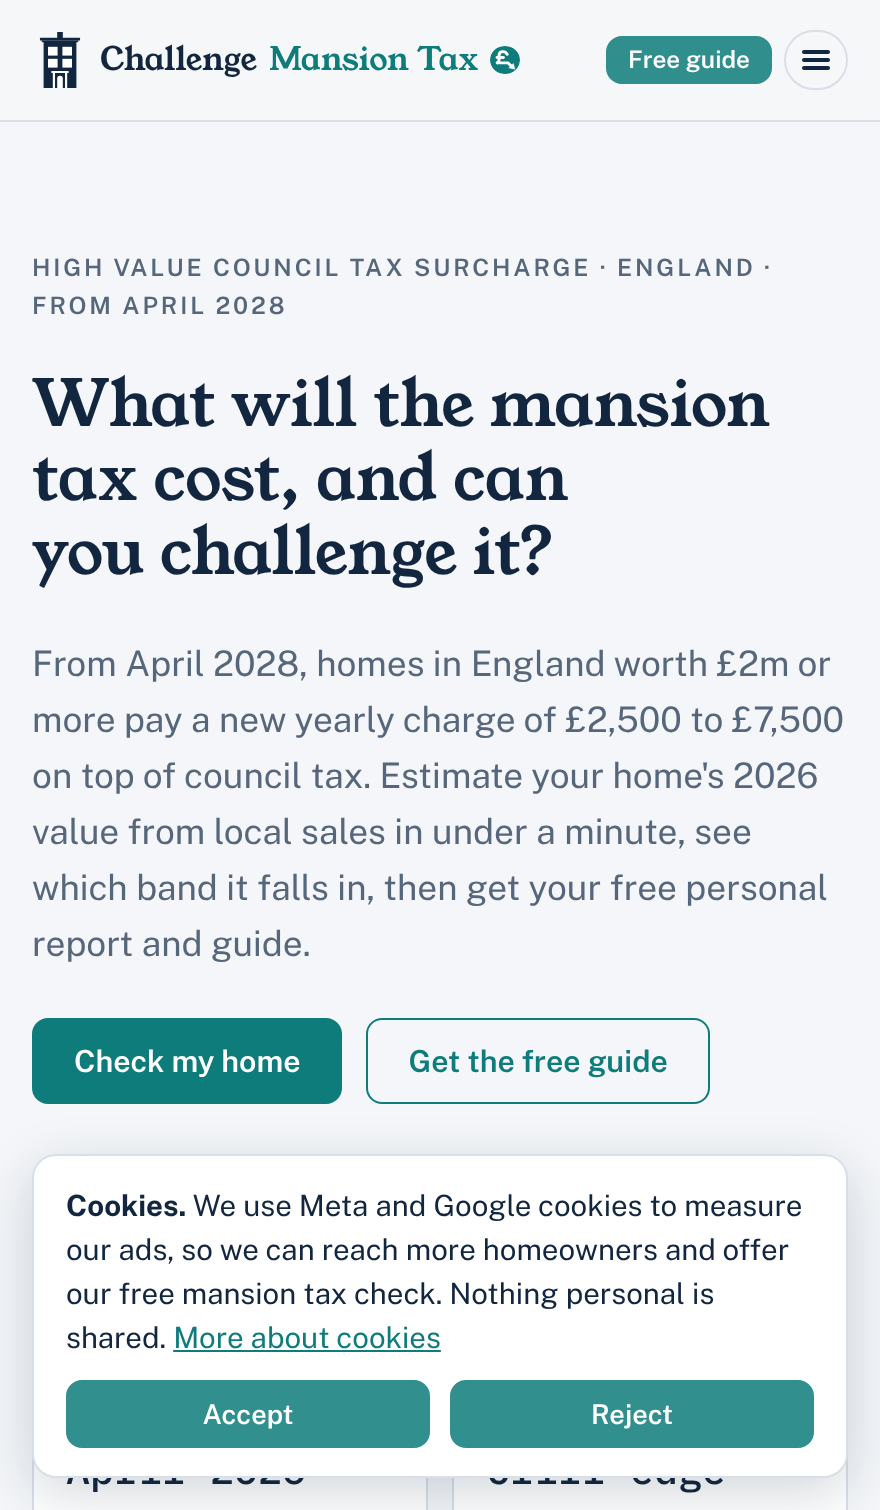 Challenge Mansion Tax £
Free guide
HIGH VALUE COUNCIL TAX SURCHARGE · ENGLAND ·
FROM APRIL 2028
What will the mansion
tax cost, and can
you challenge it?
From April 2028, homes in England worth £2m or
more pay a new yearly charge of £2,500 to £7,500
on top of council tax. Estimate your home's 2026
value from local sales in under a minute, see
which band it falls in, then get your free personal
report and guide.
Check my home
Get the free guide
Cookies. We use Meta and Google cookies to measure
our ads, so we can reach more homeowners and offer
our free mansion tax check. Nothing personal is
shared. More about cookies
Accept
Reject